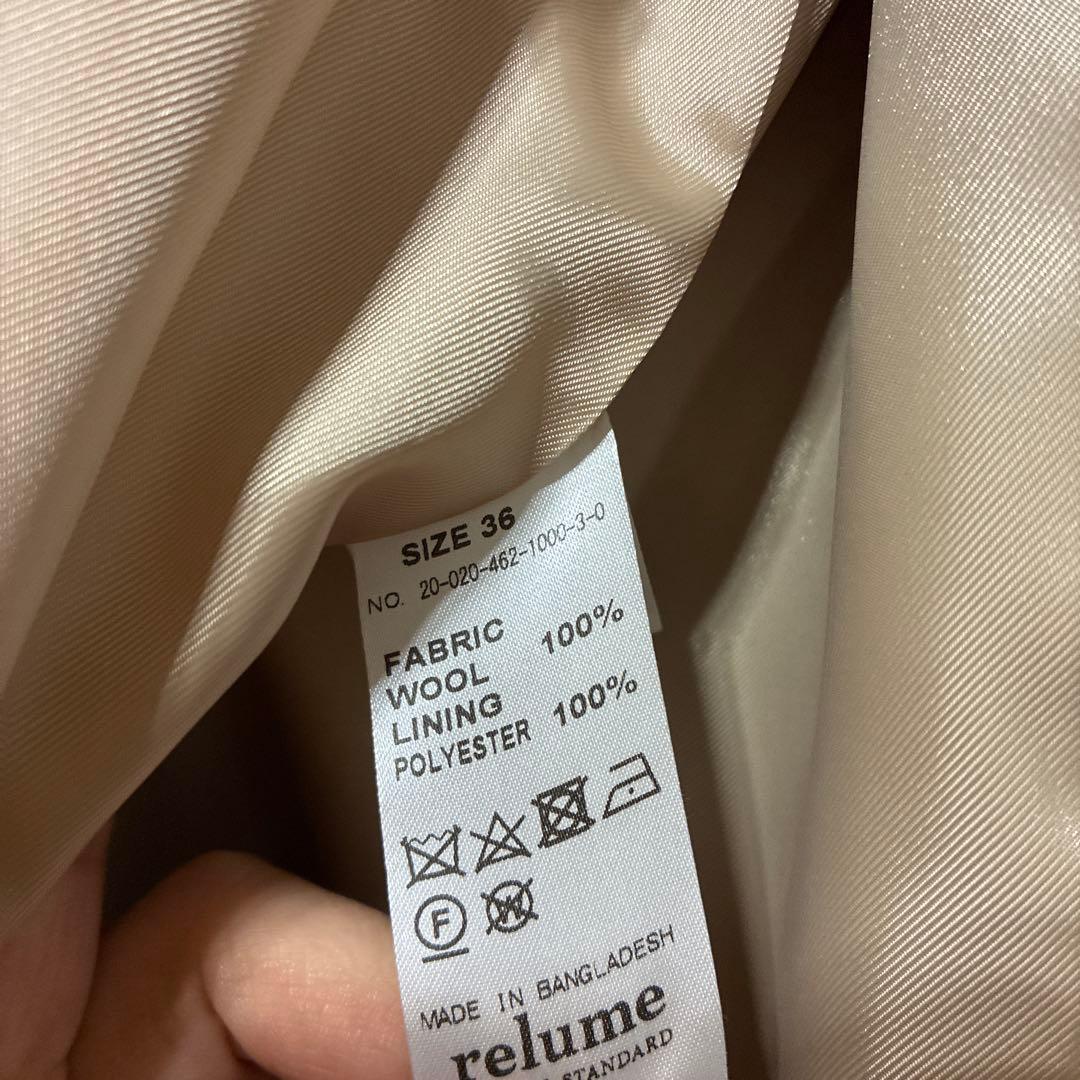 SIZE 36
NO. 20-020-462-1000-3-0
FABRIC
WOOL 100%
LINING
POLYESTER 100%
F
W
MADE IN BANGLADESH
relume
STANDARD